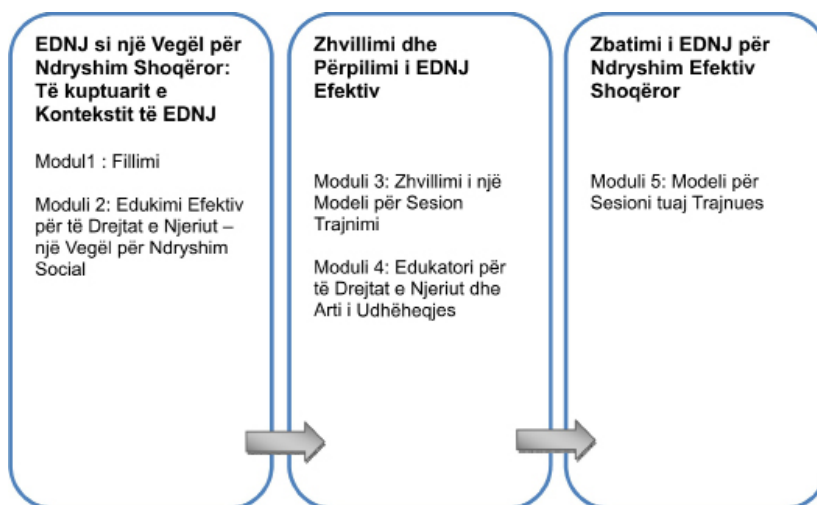 EDNJ si një Vegël për
Ndryshim Shoqëror:
Të kuptuarit e
Kontekstit të EDNJ
Modul1 : Fillimi
Moduli 2: Edukimi Efektiv
për të Drejtat e Njeriut –
një Vegël për Ndryshim
Social
Zhvillimi dhe
Përpilimi i EDNJ
Efektiv
Moduli 3: Zhvillimi i një
Modeli për Sesion
Trajnimi
Moduli 4: Edukatori për
të Drejtat e Njeriut dhe
Arti i Udhëheqjes
Zbatimi i EDNJ për
Ndryshim Efektiv
Shoqëror
Moduli 5: Modeli për
Sesioni tuaj Trajnues